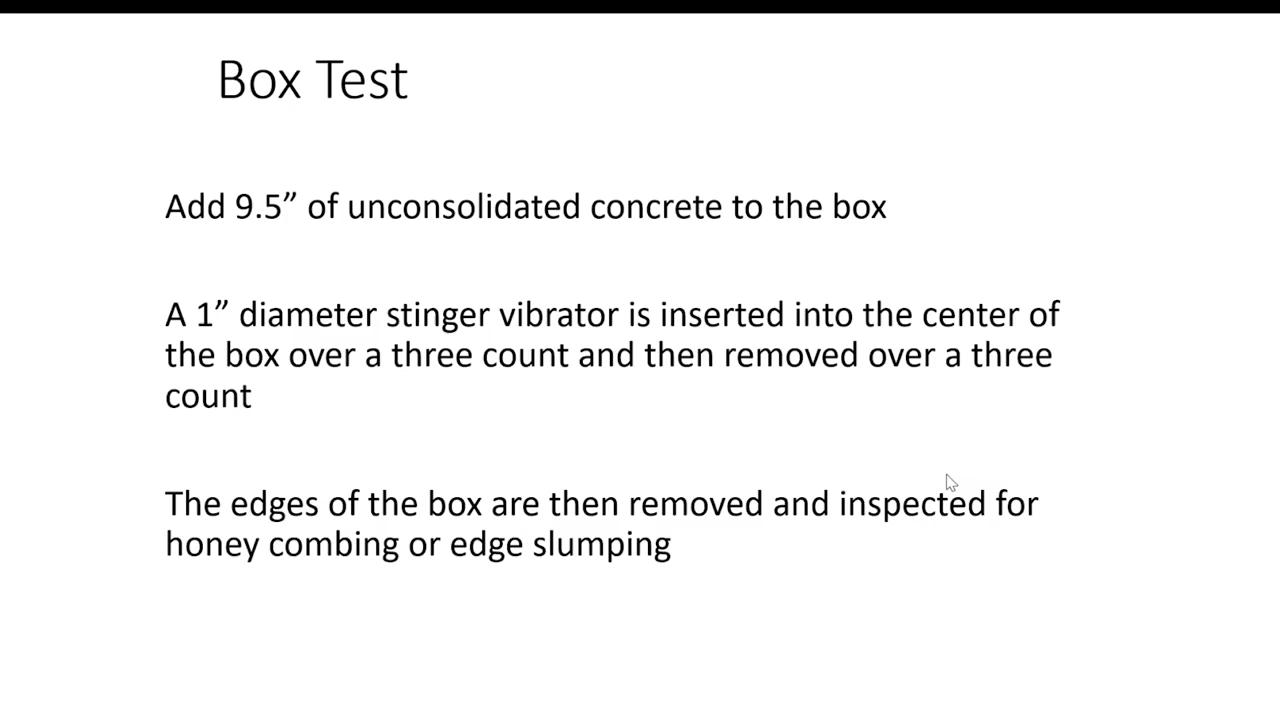 Box Test
Add 9.5” of unconsolidated concrete to the box
A 1” diameter stinger vibrator is inserted into the center of
the box over a three count and then removed over a three
count
The edges of the box are then removed and inspected for
honey combing or edge slumping